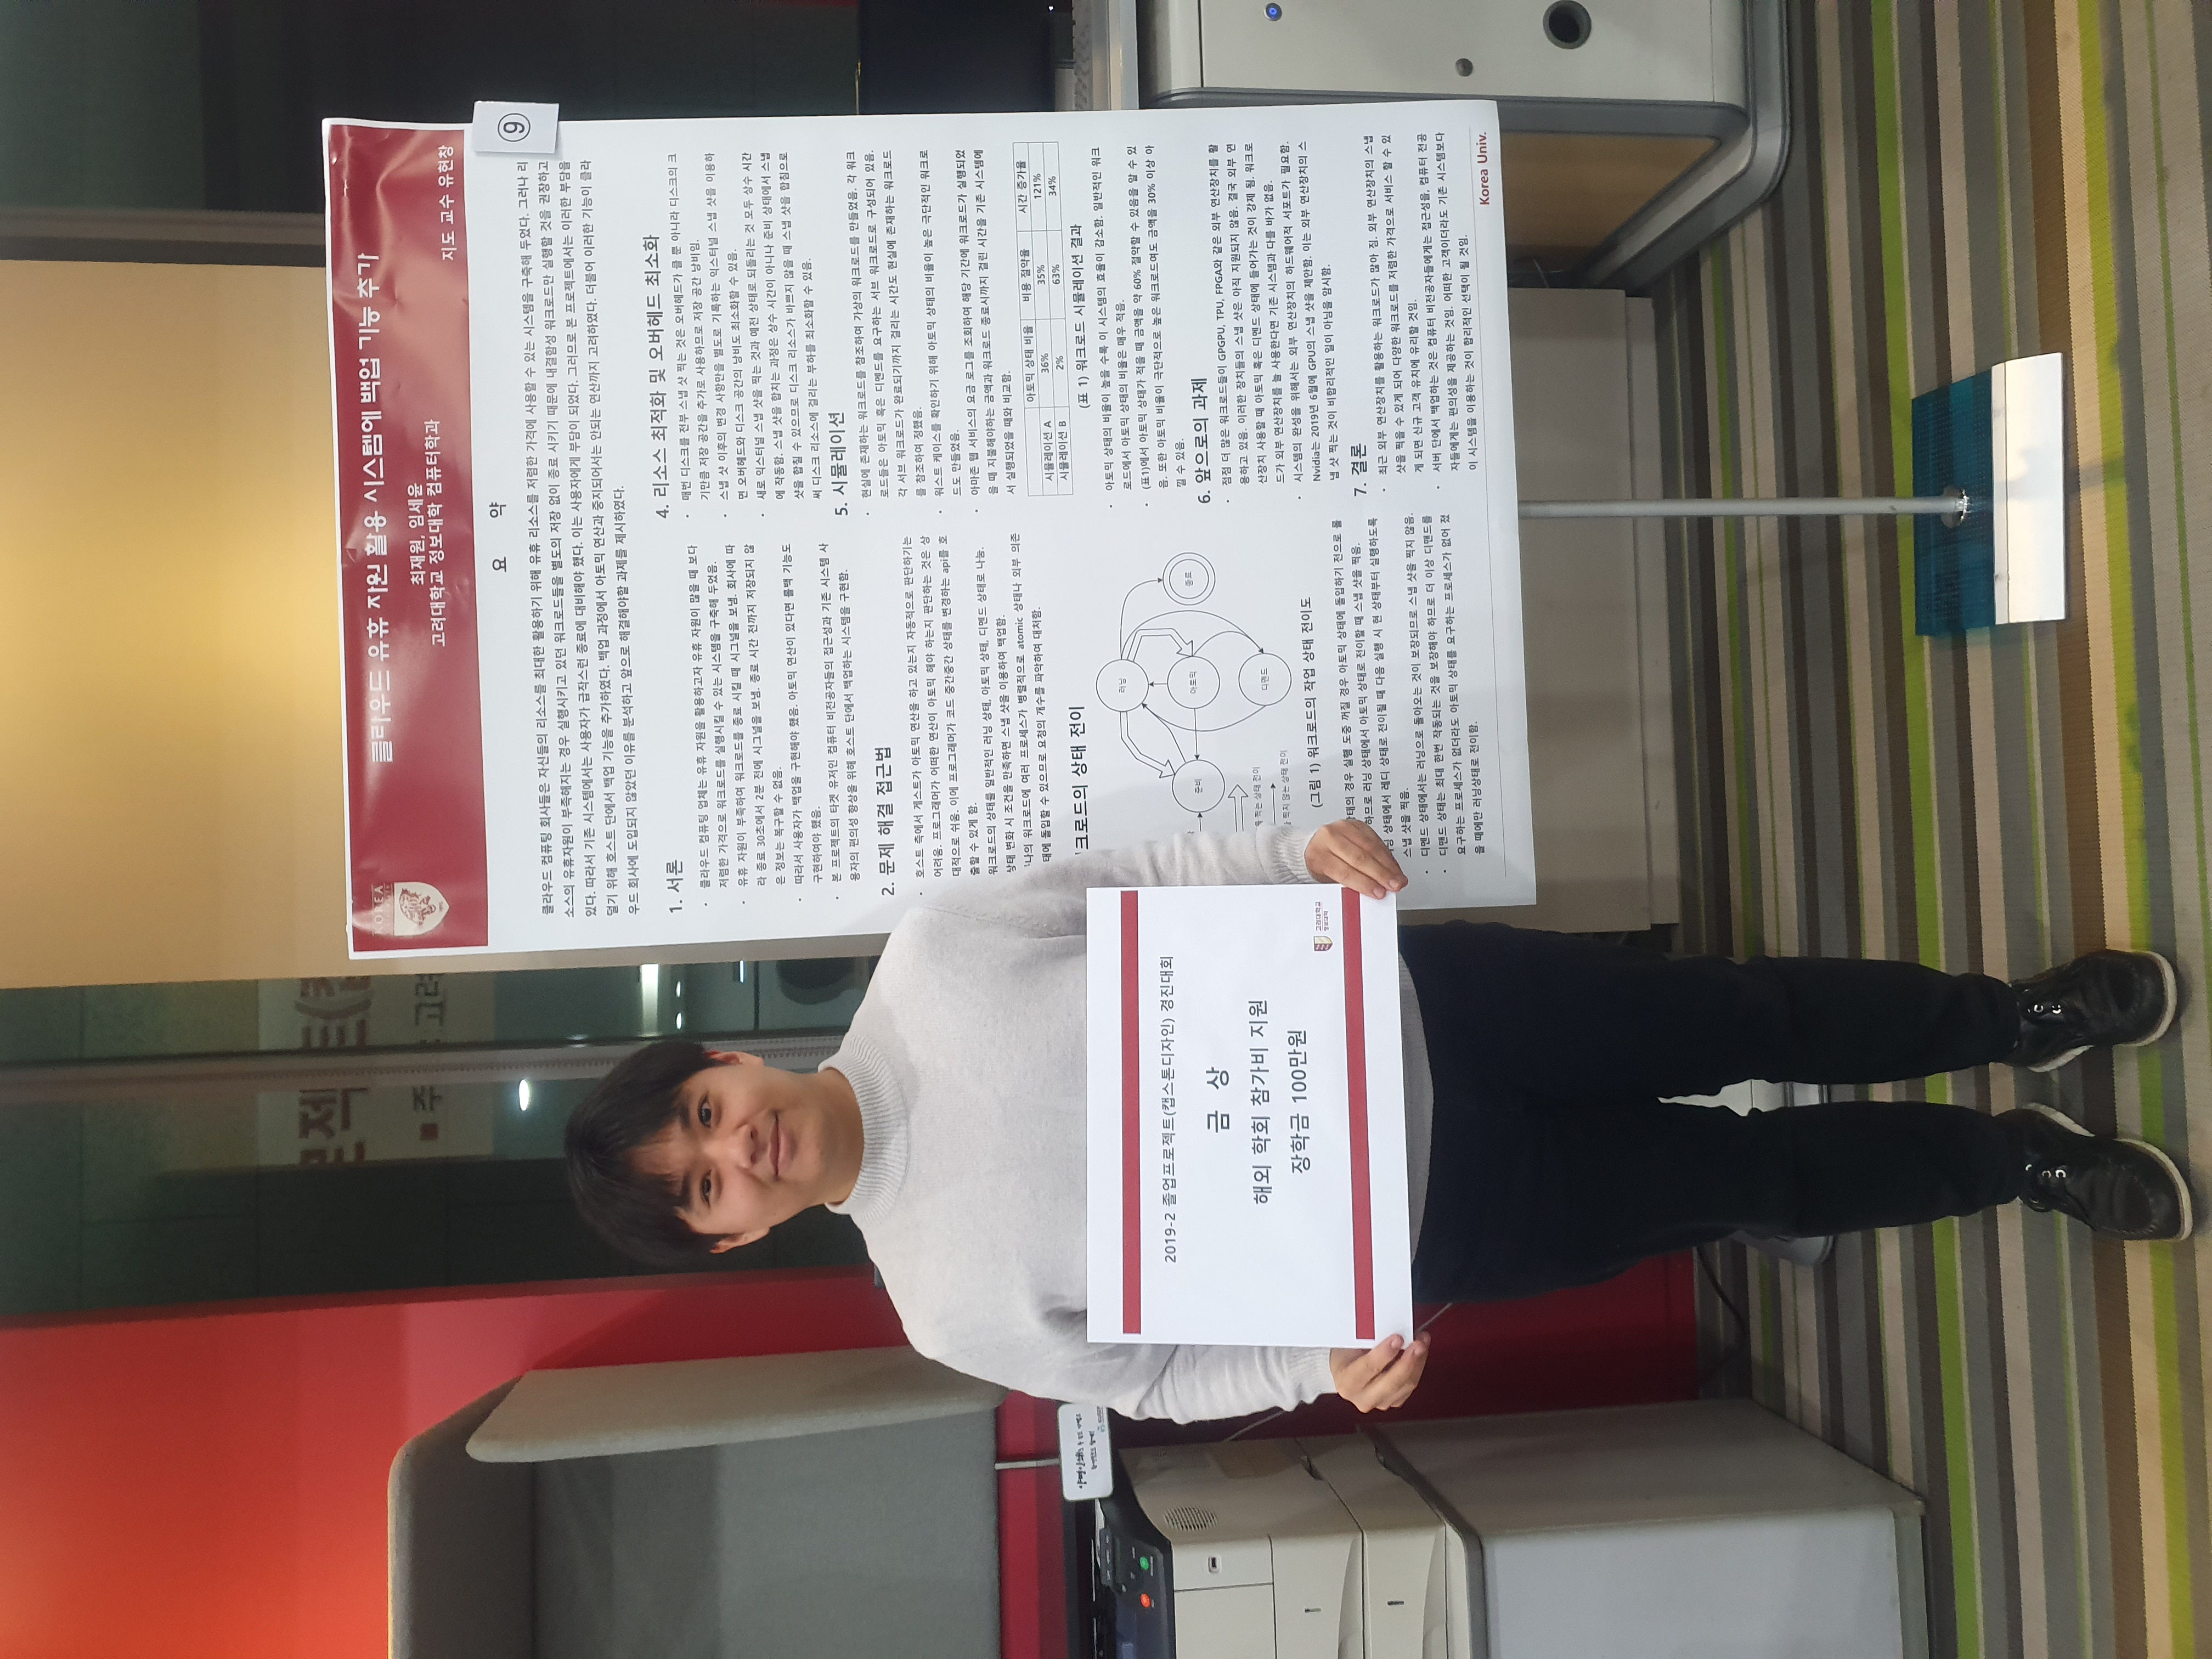 로젝트(캡
■ 주
고려
KOREA
클라우드 유휴 자원 활용 시스템에 백업 기능 추가
최재원, 임세윤
고려대학교 정보대학 컴퓨터학과
지도 교수 유헌창
⑨
요 약
클라우드 컴퓨팅 회사들은 자신들의 리소스를 최대한 활용하기 위해 유휴 리소스를 저렴한 가격에 사용할 수 있는 시스템을 구축해 두었다. 그러나 리
소스의 유휴자원이 부족해지는 경우 실행시키고 있던 워크로드들을 별도의 저장 없이 종료 시키기 때문에 내결함성 워크로드만 실행할 것을 권장하고
있다. 따라서 기존 시스템에서는 사용자가 급작스런 종료에 대비해야 했다. 이는 사용자에게 부담이 되었다. 그러므로 본 프로젝트에서는 이러한 부담을
덜기 위해 호스트 단에서 백업 기능을 추가하였다. 백업 과정에서 아토믹 연산과 중지되어서는 안되는 연산까지 고려하였다. 더불어 이러한 기능이 클라
우드 회사에 도입되지 않았던 이유를 분석하고 앞으로 해결해야할 과제를 제시하였다.
1. 서론
• 클라우드 컴퓨팅 업체는 유휴 자원을 활용하고자 유휴 자원이 많을 때 보다
저렴한 가격으로 워크로드를 실행시킬 수 있는 시스템을 구축해 두었음.
• 유휴 자원이 부족하여 워크로드를 종료 시킬 때 시그널을 보냄. 회사에 따
라 종료 30초에서 2분 전에 시그널을 보냄. 종료 시간 전까지 저장되지 않
은 정보는 복구할 수 없음.
• 따라서 사용자가 백업을 구현해야 했음. 아토믹 연산이 있다면 롤백 기능도
구현하여야 했음.
• 본 프로젝트의 타겟 유저인 컴퓨터 비전공자들의 접근성과 기존 시스템 사
용자의 편의성 향상을 위해 호스트 단에서 백업하는 시스템을 구현함.
2. 문제 해결 접근법
• 호스트 측에서 게스트가 아토믹 연산을 하고 있는지 자동적으로 판단하기는
어려움. 프로그래머가 어떠한 연산이 아토믹 해야 하는지 판단하는 것은 상
대적으로 쉬움. 이에 프로그래머가 코드 중간중간 상태를 변경하는 api를 호
출할 수 있게 함.
워크로드의 상태를 일반적인 러닝 상태, 아토믹 상태, 디멘드 상태로 나눔.
상태 변화 시 조건을 만족하면 스냅 샷을 이용하여 백업함.
나의 워크로드에 여러 프로세스가 병렬적으로 atomic 상태나 외부 의존
태에 돌입할 수 있으므로 요청의 개수를 파악하여 대처함.
크로드의 상태 전이
러닝
준비
아토믹
종료
디멘드
찍는 상태 전이
찍지 않는 상태 전이
(그림 1) 워크로드의 작업 상태 전이도
상태의 경우 실행 도중 꺼질 경우 아토믹 상태에 돌입하기 전으로 롤
하므로 러닝 상태에서 아토믹 상태로 전이할 때 스냅 샷을 찍음.
닝 상태에서 레디 상태로 전이될 때 다음 실행 시 현 상태부터 실행하도록
스냅 샷을 찍음.
• 디멘드 상태에서는 러닝으로 돌아오는 것이 보장되므로 스냅 샷을 찍지 않음.
• 디맨드 상태는 최대 한번 작동되는 것을 보장해야 하므로 더 이상 디맨드를
요구하는 프로세스가 없더라도 아토믹 상태를 요구하는 프로세스가 없어 졌
을 때에만 러닝상태로 전이함.
4. 리소스 최적화 및 오버헤드 최소화
• 매번 디스크를 전부 스냅 샷 찍는 것은 오버헤드가 클 뿐 아니라 디스크의 크
기만큼 저장 공간을 추가로 사용하므로 저장 공간 낭비임.
• 스냅 샷 이후의 변경 사항만을 별도로 기록하는 익스터널 스냅 샷을 이용하
면 오버헤드와 디스크 공간의 낭비도 최소화할 수 있음.
• 새로 익스터널 스냅 샷을 찍는 것과 예전 상태로 되돌리는 것 모두 상수 시간
에 작동함. 스냅 샷을 합치는 과정은 상수 시간이 아니나 준비 상태에서 스냅
샷을 합칠 수 있으므로 디스크 리소스가 바쁘지 않을 때 스냅 샷을 합침으로
써 디스크 리소스에 걸리는 부하를 최소화할 수 있음.
5. 시뮬레이션
• 현실에 존재하는 워크로드를 참조하여 가상의 워크로드를 만들었음. 각 워크
로드들은 아토믹 혹은 디멘드를 요구하는 서브 워크로드로 구성되어 있음.
각 서브 워크로드가 완료되기까지 걸리는 시간도 현실에 존재하는 워크로드
를 참조하여 정했음.
• 워스트 케이스를 확인하기 위해 아토믹 상태의 비율이 높은 극단적인 워크로
드도 만들었음.
• 아마존 웹 서비스의 요금 로그를 조회하여 해당 기간에 워크로드가 실행되었
을 때 지불해야하는 금액과 워크로드 종료시까지 걸린 시간을 기존 시스템에
서 실행되었을 때와 비교함.
아토믹 상태 비율 비용 절약율 시간 증가율
시뮬레이션 A 36% 35% 121%
시뮬레이션 B 2% 63% 34%
(표 1) 워크로드 시뮬레이션 결과
• 아토믹 상태의 비율이 높을 수록 이 시스템의 효율이 감소함. 일반적인 워크
로드에서 아토믹 상태의 비율은 매우 적음.
• (표1)에서 아토믹 상태가 적을 때 금액을 약 60% 절약할 수 있음을 알 수 있
음. 또한 아토믹 비율이 극단적으로 높은 워크로드여도 금액을 30% 이상 아
낄 수 있음.
6. 앞으로의 과제
• 점점 더 많은 워크로드들이 GPGPU, TPU, FPGA와 같은 외부 연산장치를 활
용하고 있음. 이러한 장치들의 스냅 샷은 아직 지원되지 않음. 결국 외부 연
산장치 사용할 때 아토믹 혹은 디멘드 상태에 들어가는 것이 강제 됨. 워크로
드가 외부 연산장치를 늘 사용한다면 기존 시스템과 다를 바가 없음.
• 시스템의 완성을 위해서는 외부 연산장치의 하드웨어적 서포트가 필요함.
Nvidia는 2019년 6월에 GPU의 스냅 샷을 제안함. 이는 외부 연산장치의 스
냅 샷 찍는 것이 비합리적인 일이 아님을 암시함.
7. 결론
• 최근 외부 연산장치를 활용하는 워크로드가 많아 짐. 외부 연산장치의 스냅
샷을 찍을 수 있게 되어 다양한 워크로드를 저렴한 가격으로 서비스 할 수 있
게 되면 신규 고객 유치에 유리할 것임.
• 서버 단에서 백업하는 것은 컴퓨터 비전공자들에게는 접근성을, 컴퓨터 전공
자들에게는 편의성을 제공하는 것임. 어떠한 고객이더라도 기존 시스템보다
이 시스템을 이용하는 것이 합리적인 선택이 될 것임.
Korea Univ.
2019-2 졸업프로젝트(캡스톤디자인) 경진대회
금 상
해외 학회 참가비 지원
장학금 100만원
고려대학교
정보대학